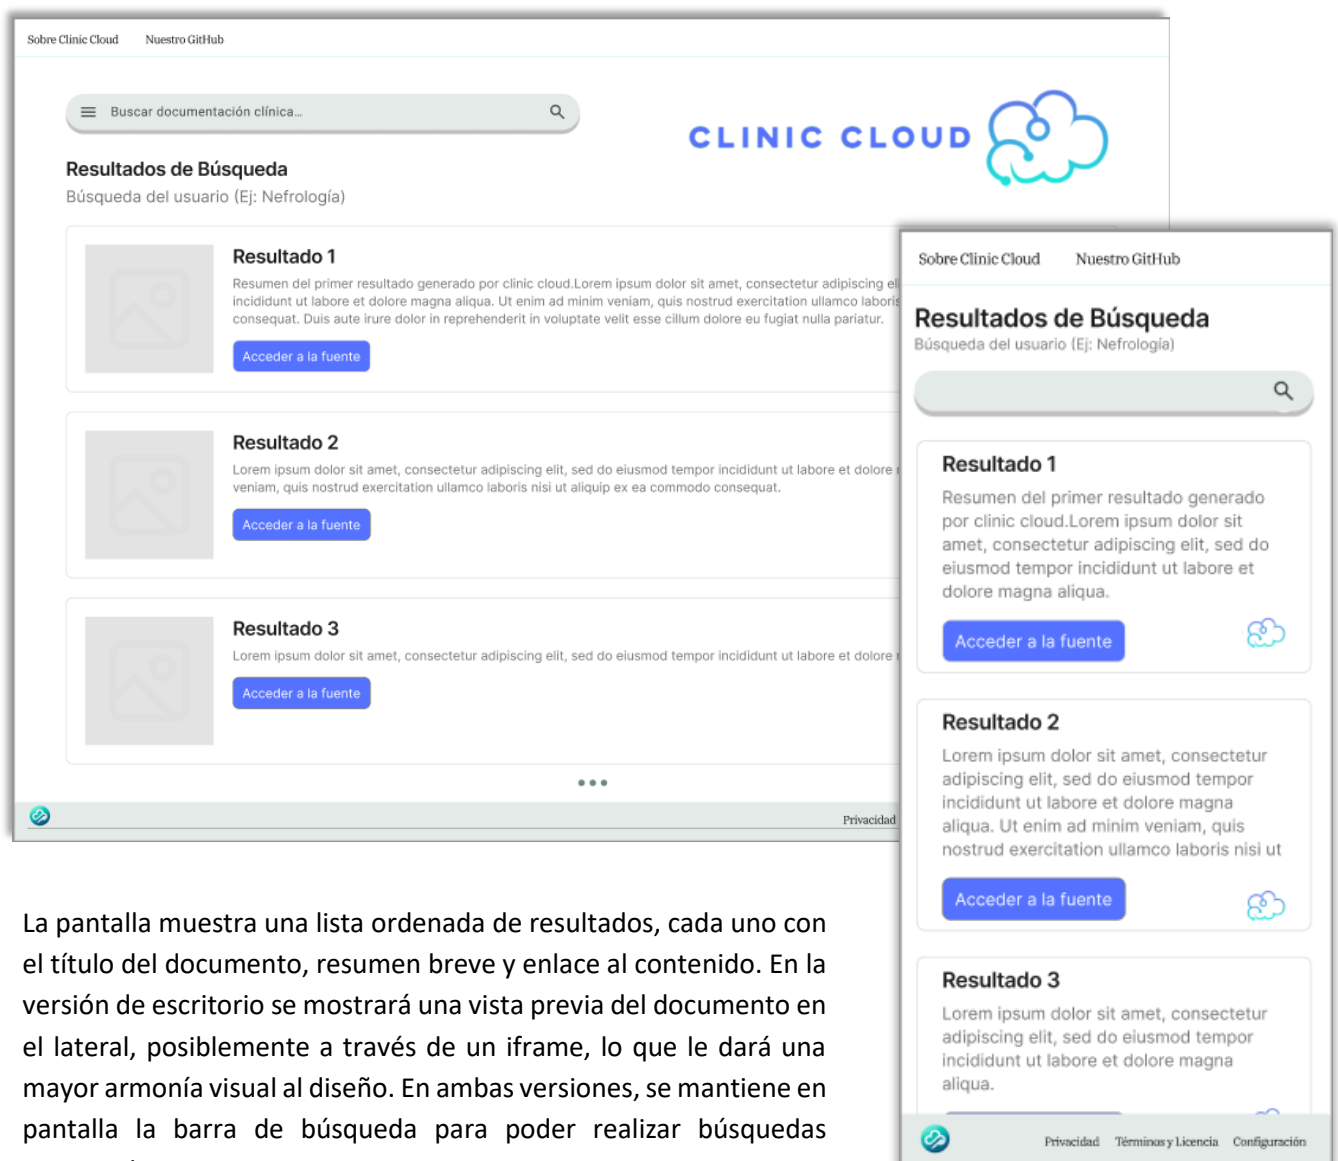 Sobre Clinic Cloud Nuestro GitHub
Buscar documentación clínica...
CLINIC CLOUD
Resultados de Búsqueda
Búsqueda del usuario (Ej: Nefrología)
Resultado 1
Resumen del primer resultado generado por clinic cloud.Lorem ipsum dolor sit amet, consectetur adipiscing
incididunt ut labore et dolore magna aliqua. Ut enim ad minim veniam, quis nostrud exercitation ullamco laboris
consequat. Duis aute irure dolor in reprehenderit in voluptate velit esse cillum dolore eu fugiat nulla pariatur.
Acceder a la fuente
Resultado 2
Lorem ipsum dolor sit amet, consectetur adipiscing elit, sed do eiusmod tempor incididunt ut labore et dolore
veniam, quis nostrud exercitation ullamco laboris nisi ut aliquip ex ea commodo consequat.
Acceder a la fuente
Resultado 3
Lorem ipsum dolor sit amet, consectetur adipiscing elit, sed do eiusmod tempor incididunt ut labore et dolore
Acceder a la fuente
Privacidad
Sobre Clinic Cloud Nuestro GitHub
Resultados de Búsqueda
Búsqueda del usuario (Ej: Nefrología)
Resultado 1
Resumen del primer resultado generado
por clinic cloud.Lorem ipsum dolor sit
amet, consectetur adipiscing elit, sed do
eiusmod tempor incididunt ut labore et
dolore magna aliqua.
Acceder a la fuente
Resultado 2
Lorem ipsum dolor sit amet, consectetur
adipiscing elit, sed do eiusmod tempor
incididunt ut labore et dolore magna
aliqua. Ut enim ad minim veniam, quis
nostrud exercitation ullamco laboris nisi ut
Acceder a la fuente
Resultado 3
Lorem ipsum dolor sit amet, consectetur
adipiscing elit, sed do eiusmod tempor
incididunt ut labore et dolore magna
aliqua.
Privacidad Términos y Licencia Configuración
La pantalla muestra una lista ordenada de resultados, cada uno con
el título del documento, resumen breve y enlace al contenido. En la
versión de escritorio se mostrará una vista previa del documento en
el lateral, posiblemente a través de un iframe, lo que le dará una
mayor armonía visual al diseño. En ambas versiones, se mantiene en
pantalla la barra de búsqueda para poder realizar búsquedas